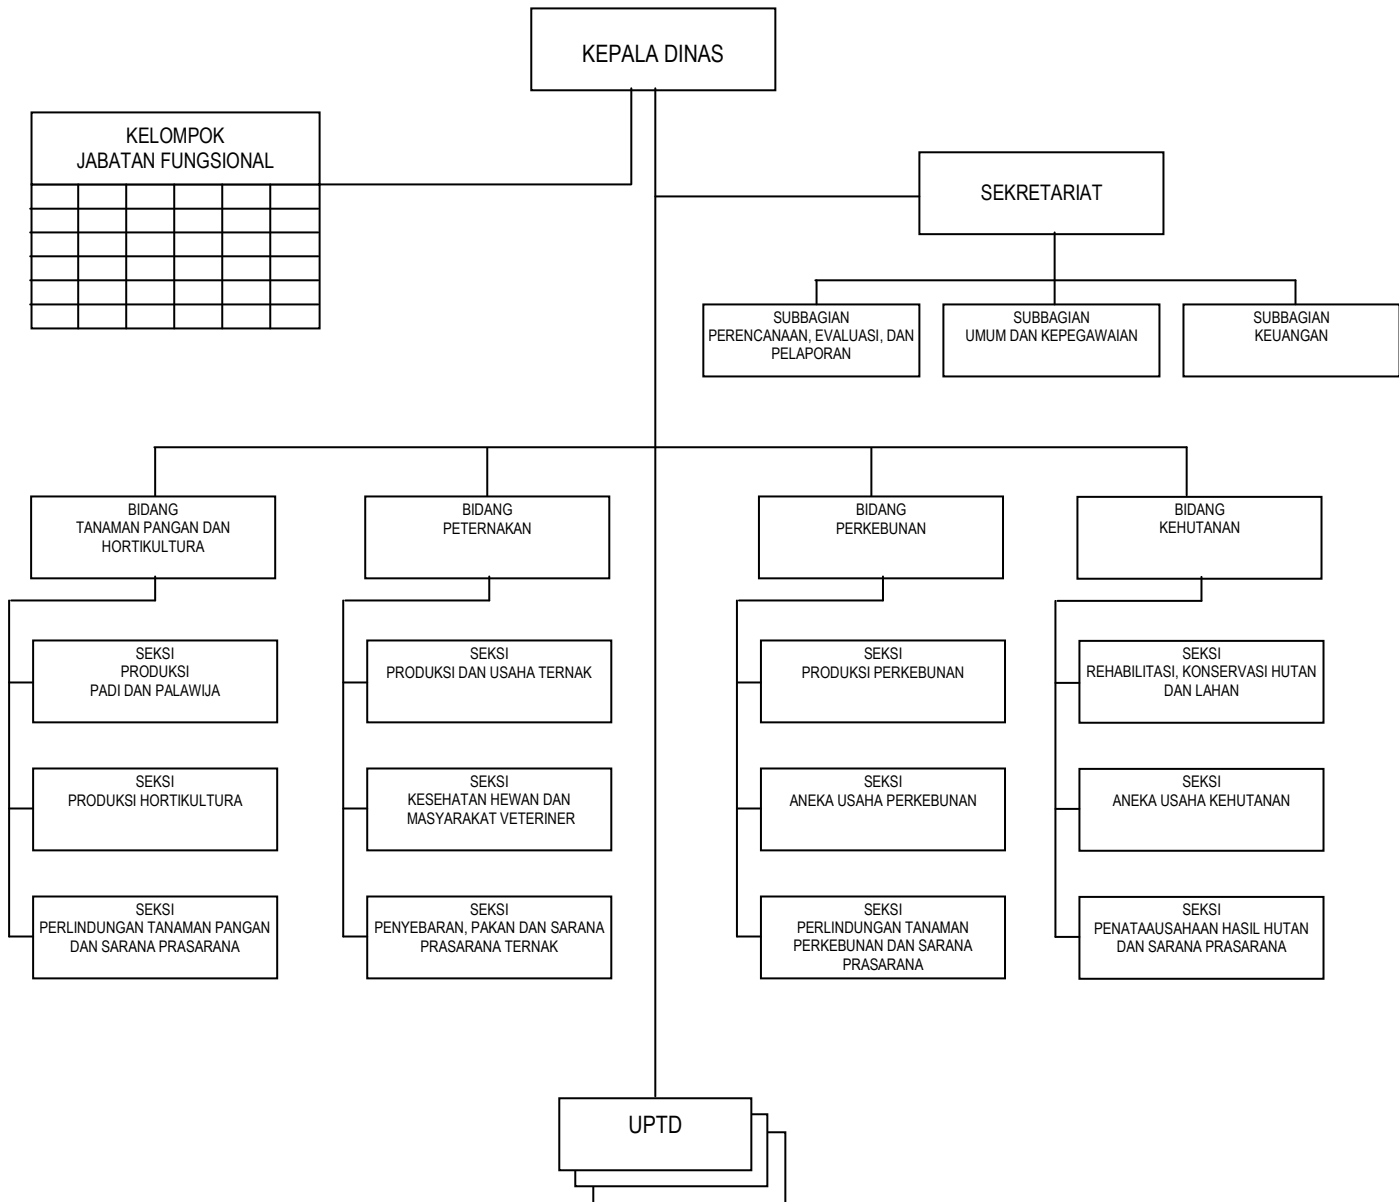 KEPALA DINAS
KELOMPOK
JABATAN FUNGSIONAL
SEKRETARIAT
SUBBAGIAN
PERENCANAAN, EVALUASI, DAN
PELAPORAN
SUBBAGIAN
UMUM DAN KEPEGAWAIAN
SUBBAGIAN
KEUANGAN
BIDANG
TANAMAN PANGAN DAN
HORTIKULTURA
BIDANG
PETERNAKAN
BIDANG
PERKEBUNAN
BIDANG
KEHUTANAN
SEKSI
PRODUKSI
PADI DAN PALAWIJA
SEKSI
PRODUKSI DAN USAHA TERNAK
SEKSI
PRODUKSI PERKEBUNAN
SEKSI
REHABILITASI, KONSERVASI HUTAN
DAN LAHAN
SEKSI
PRODUKSI HORTIKULTURA
SEKSI
KESEHATAN HEWAN DAN
MASYARAKAT VETERINER
SEKSI
ANEKA USAHA PERKEBUNAN
SEKSI
ANEKA USAHA KEHUTANAN
SEKSI
PERLINDUNGAN TANAMAN PANGAN
DAN SARANA PRASARANA
SEKSI
PENYEBARAN, PAKAN DAN SARANA
PRASARANA TERNAK
SEKSI
PERLINDUNGAN TANAMAN
PERKEBUNAN DAN SARANA
PRASARANA
SEKSI
PENATAAUSAHAAN HASIL HUTAN
DAN SARANA PRASARANA
UPTD